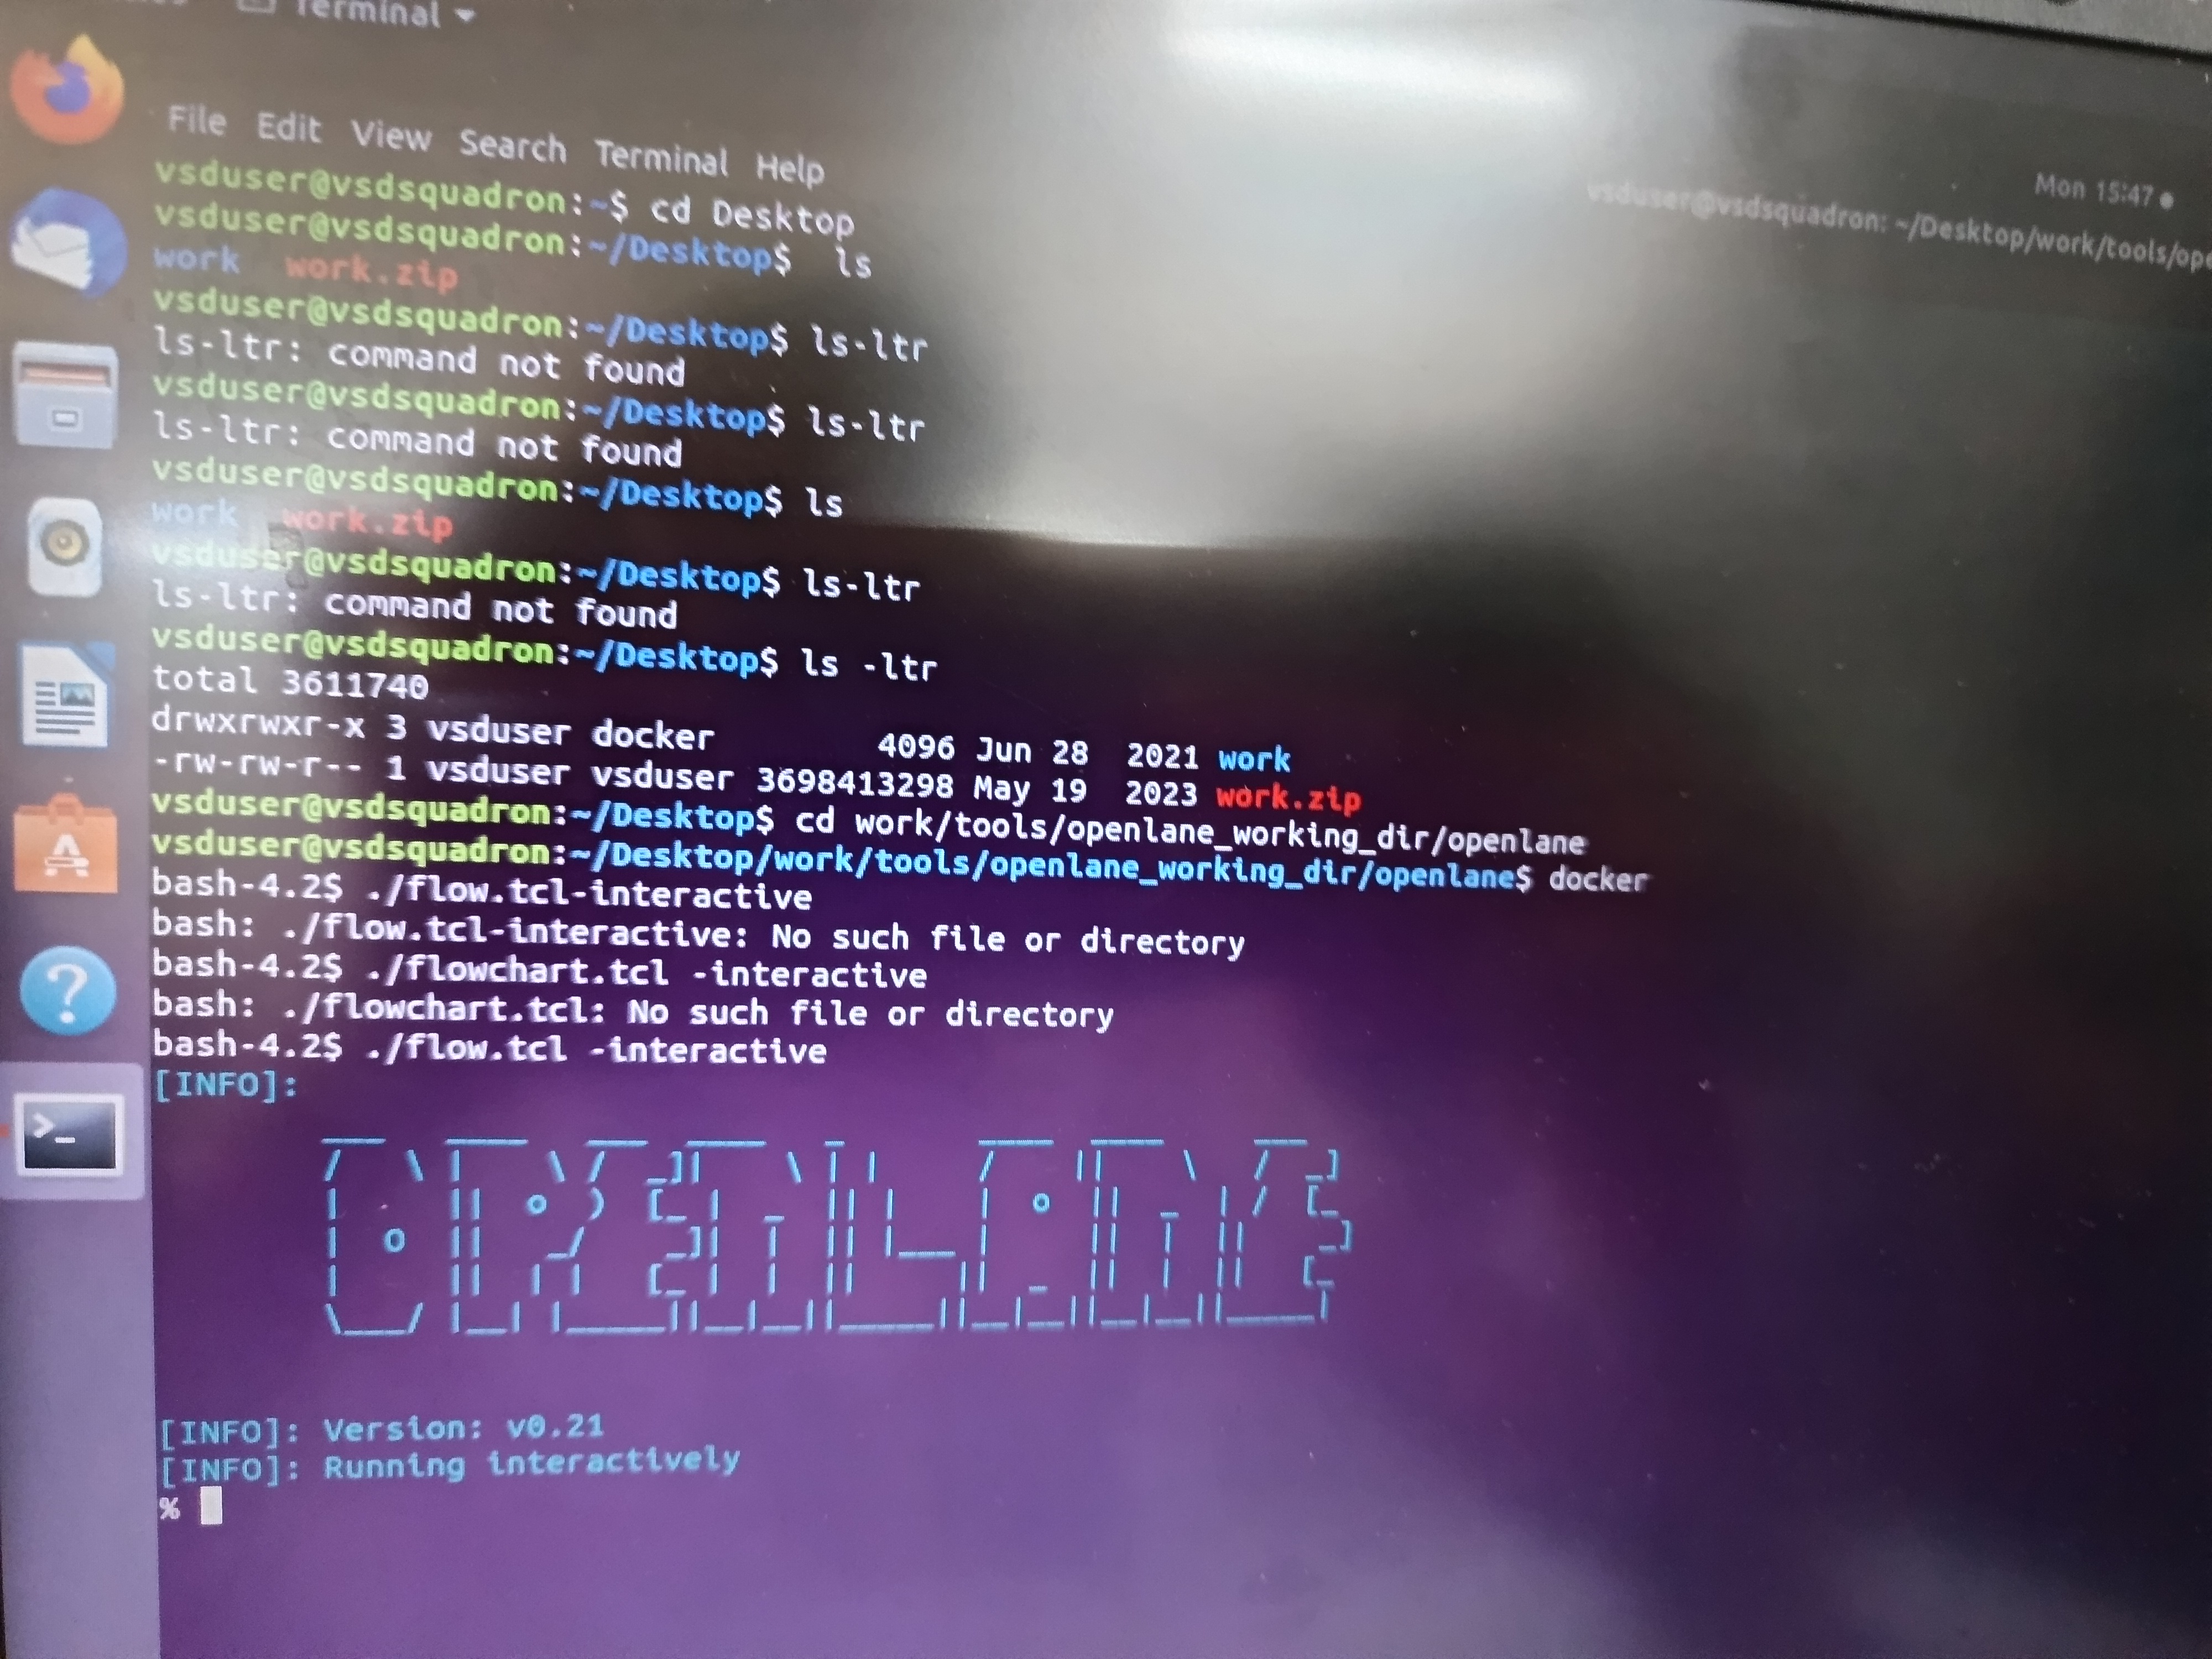 Terminal
File Edit View Search Terminal Help
Mon 15:47
vsduser@vsdsquadron: ~/Desktop/work/tools/ope
vsduser@vsdsquadron:~$ cd Desktop
vsduser@vsdsquadron:~/Desktop$  ls
work  work.zip
vsduser@vsdsquadron:~/Desktop$ ls-ltr
ls-ltr: command not found
vsduser@vsdsquadron:~/Desktop$ ls-ltr
ls-ltr: command not found
vsduser@vsdsquadron:~/Desktop$ ls
work  work.zip
vsduser@vsdsquadron:~/Desktop$ ls-ltr
ls-ltr: command not found
vsduser@vsdsquadron:~/Desktop$ ls -ltr
total 3611740
drwxrwxr-x 3 vsduser docker        4096 Jun 28  2021 work
-rw-rw-r-- 1 vsduser vsduser 3698413298 May 19  2023 work.zip
vsduser@vsdsquadron:~/Desktop$ cd work/tools/openlane_working_dir/openlane
vsduser@vsdsquadron:~/Desktop/work/tools/openlane_working_dir/openlane$ docker
bash-4.2$ ./flow.tcl-interactive
bash: ./flow.tcl-interactive: No such file or directory
bash-4.2$ ./flowchart.tcl -interactive
bash: ./flowchart.tcl: No such file or directory
bash-4.2$ ./flow.tcl -interactive
[INFO]:
OPENLANE
[INFO]: Version: v0.21
[INFO]: Running interactively
%